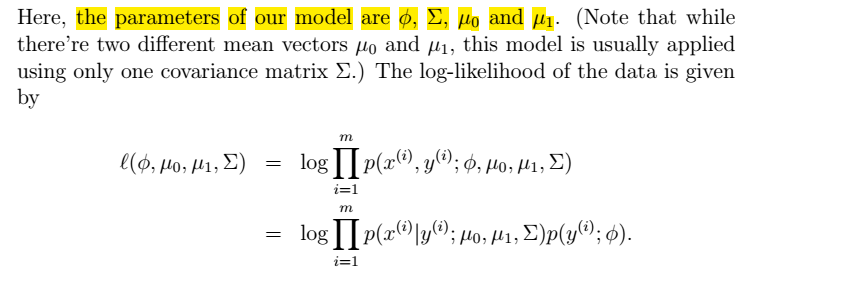 Here, the parameters of our model are ϕ, Σ, μ₀ and μ₁. (Note that while
there're two different mean vectors μ₀ and μ₁, this model is usually applied
using only one covariance matrix Σ.) The log-likelihood of the data is given
by
ℓ(ϕ, μ₀, μ₁, Σ) = log ∏_{i=1}^{m} p(x^{(i)}, y^{(i)}; ϕ, μ₀, μ₁, Σ)
= log ∏_{i=1}^{m} p(x^{(i)}|y^{(i)}; μ₀, μ₁, Σ)p(y^{(i)}; ϕ).